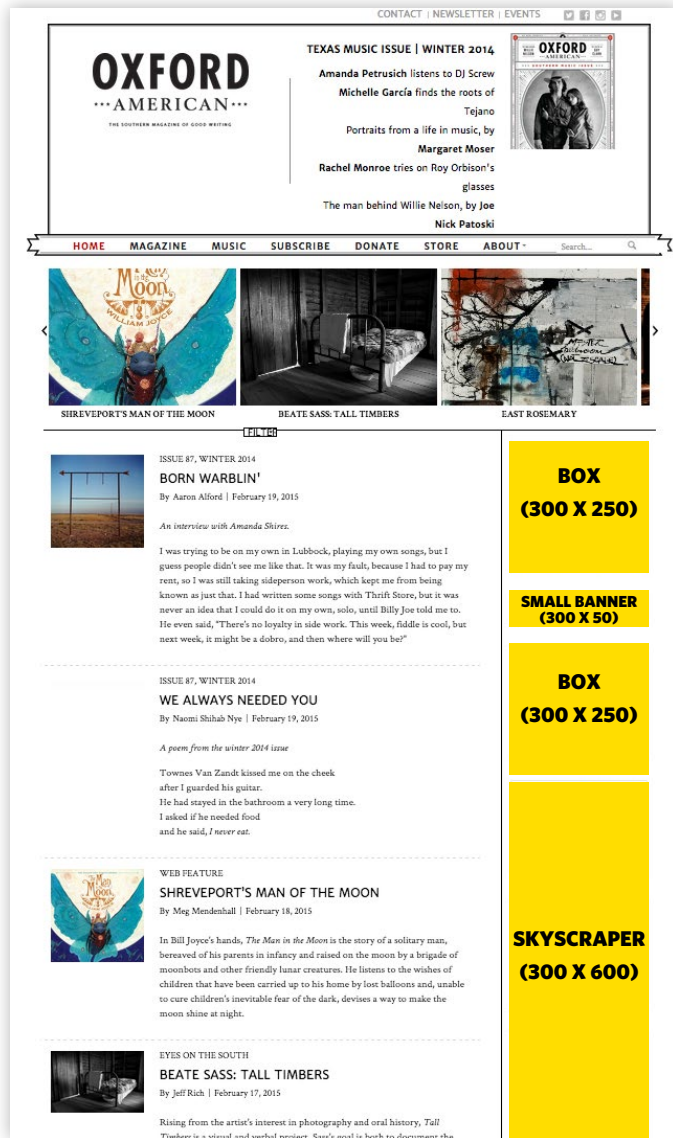 CONTACT | NEWSLETTER | EVENTS
OXFORD
AMERICAN
THE SOUTHERN MAGAZINE OF GOOD WRITING
TEXAS MUSIC ISSUE | WINTER 2014
Amanda Petrusich listens to DJ Screw
Michelle García finds the roots of
Tejano
Portraits from a life in music, by
Margaret Moser
Rachel Monroe tries on Roy Orbison's
glasses
The man behind Willie Nelson, by Joe
Nick Patoski
OXFORD
AMERICAN
SOUTHERN MUSIC ISSUE
HOME MAGAZINE MUSIC SUBSCRIBE DONATE STORE ABOUT Search...
Moon
WILLIAM JOYCE
SHREVEPORT'S MAN OF THE MOON
BEATE SASS: TALL TIMBERS
EAST ROSEMARY
FILTER
ISSUE 87, WINTER 2014
BORN WARBLIN'
By Aaron Alford | February 19, 2015
An interview with Amanda Shires.
I was trying to be on my own in Lubbock, playing my own songs, but I
guess people didn't see me like that. It was my fault, because I had to pay my
rent, so I was still taking sideperson work, which kept me from being
known as just that. I had written some songs with Thrift Store, but it was
never an idea that I could do it on my own, solo, until Billy Joe told me to.
He even said, "There's no loyalty in side work. This week, fiddle is cool, but
next week, it might be a dobro, and then where will you be?"
ISSUE 87, WINTER 2014
WE ALWAYS NEEDED YOU
By Naomi Shihab Nye | February 19, 2015
A poem from the winter 2014 issue
Townes Van Zandt kissed me on the cheek
after I guarded his guitar.
He had stayed in the bathroom a very long time.
I asked if he needed food
and he said, I never eat.
WEB FEATURE
SHREVEPORT'S MAN OF THE MOON
By Meg Mendenhall | February 18, 2015
In Bill Joyce's hands, The Man in the Moon is the story of a solitary man,
bereaved of his parents in infancy and raised on the moon by a brigade of
moonbots and other friendly lunar creatures. He listens to the wishes of
children that have been carried up to his home by lost balloons and, unable
to cure children's inevitable fear of the dark, devises a way to make the
moon shine at night.
EYES ON THE SOUTH
BEATE SASS: TALL TIMBERS
By Jeff Rich | February 17, 2015
Rising from the artist's interest in photography and oral history, Tall
Timbers is a visual and verbal project. Sass's goal is both to document the
BOX
(300 X 250)
SMALL BANNER
(300 X 50)
BOX
(300 X 250)
SKYSCRAPER
(300 X 600)